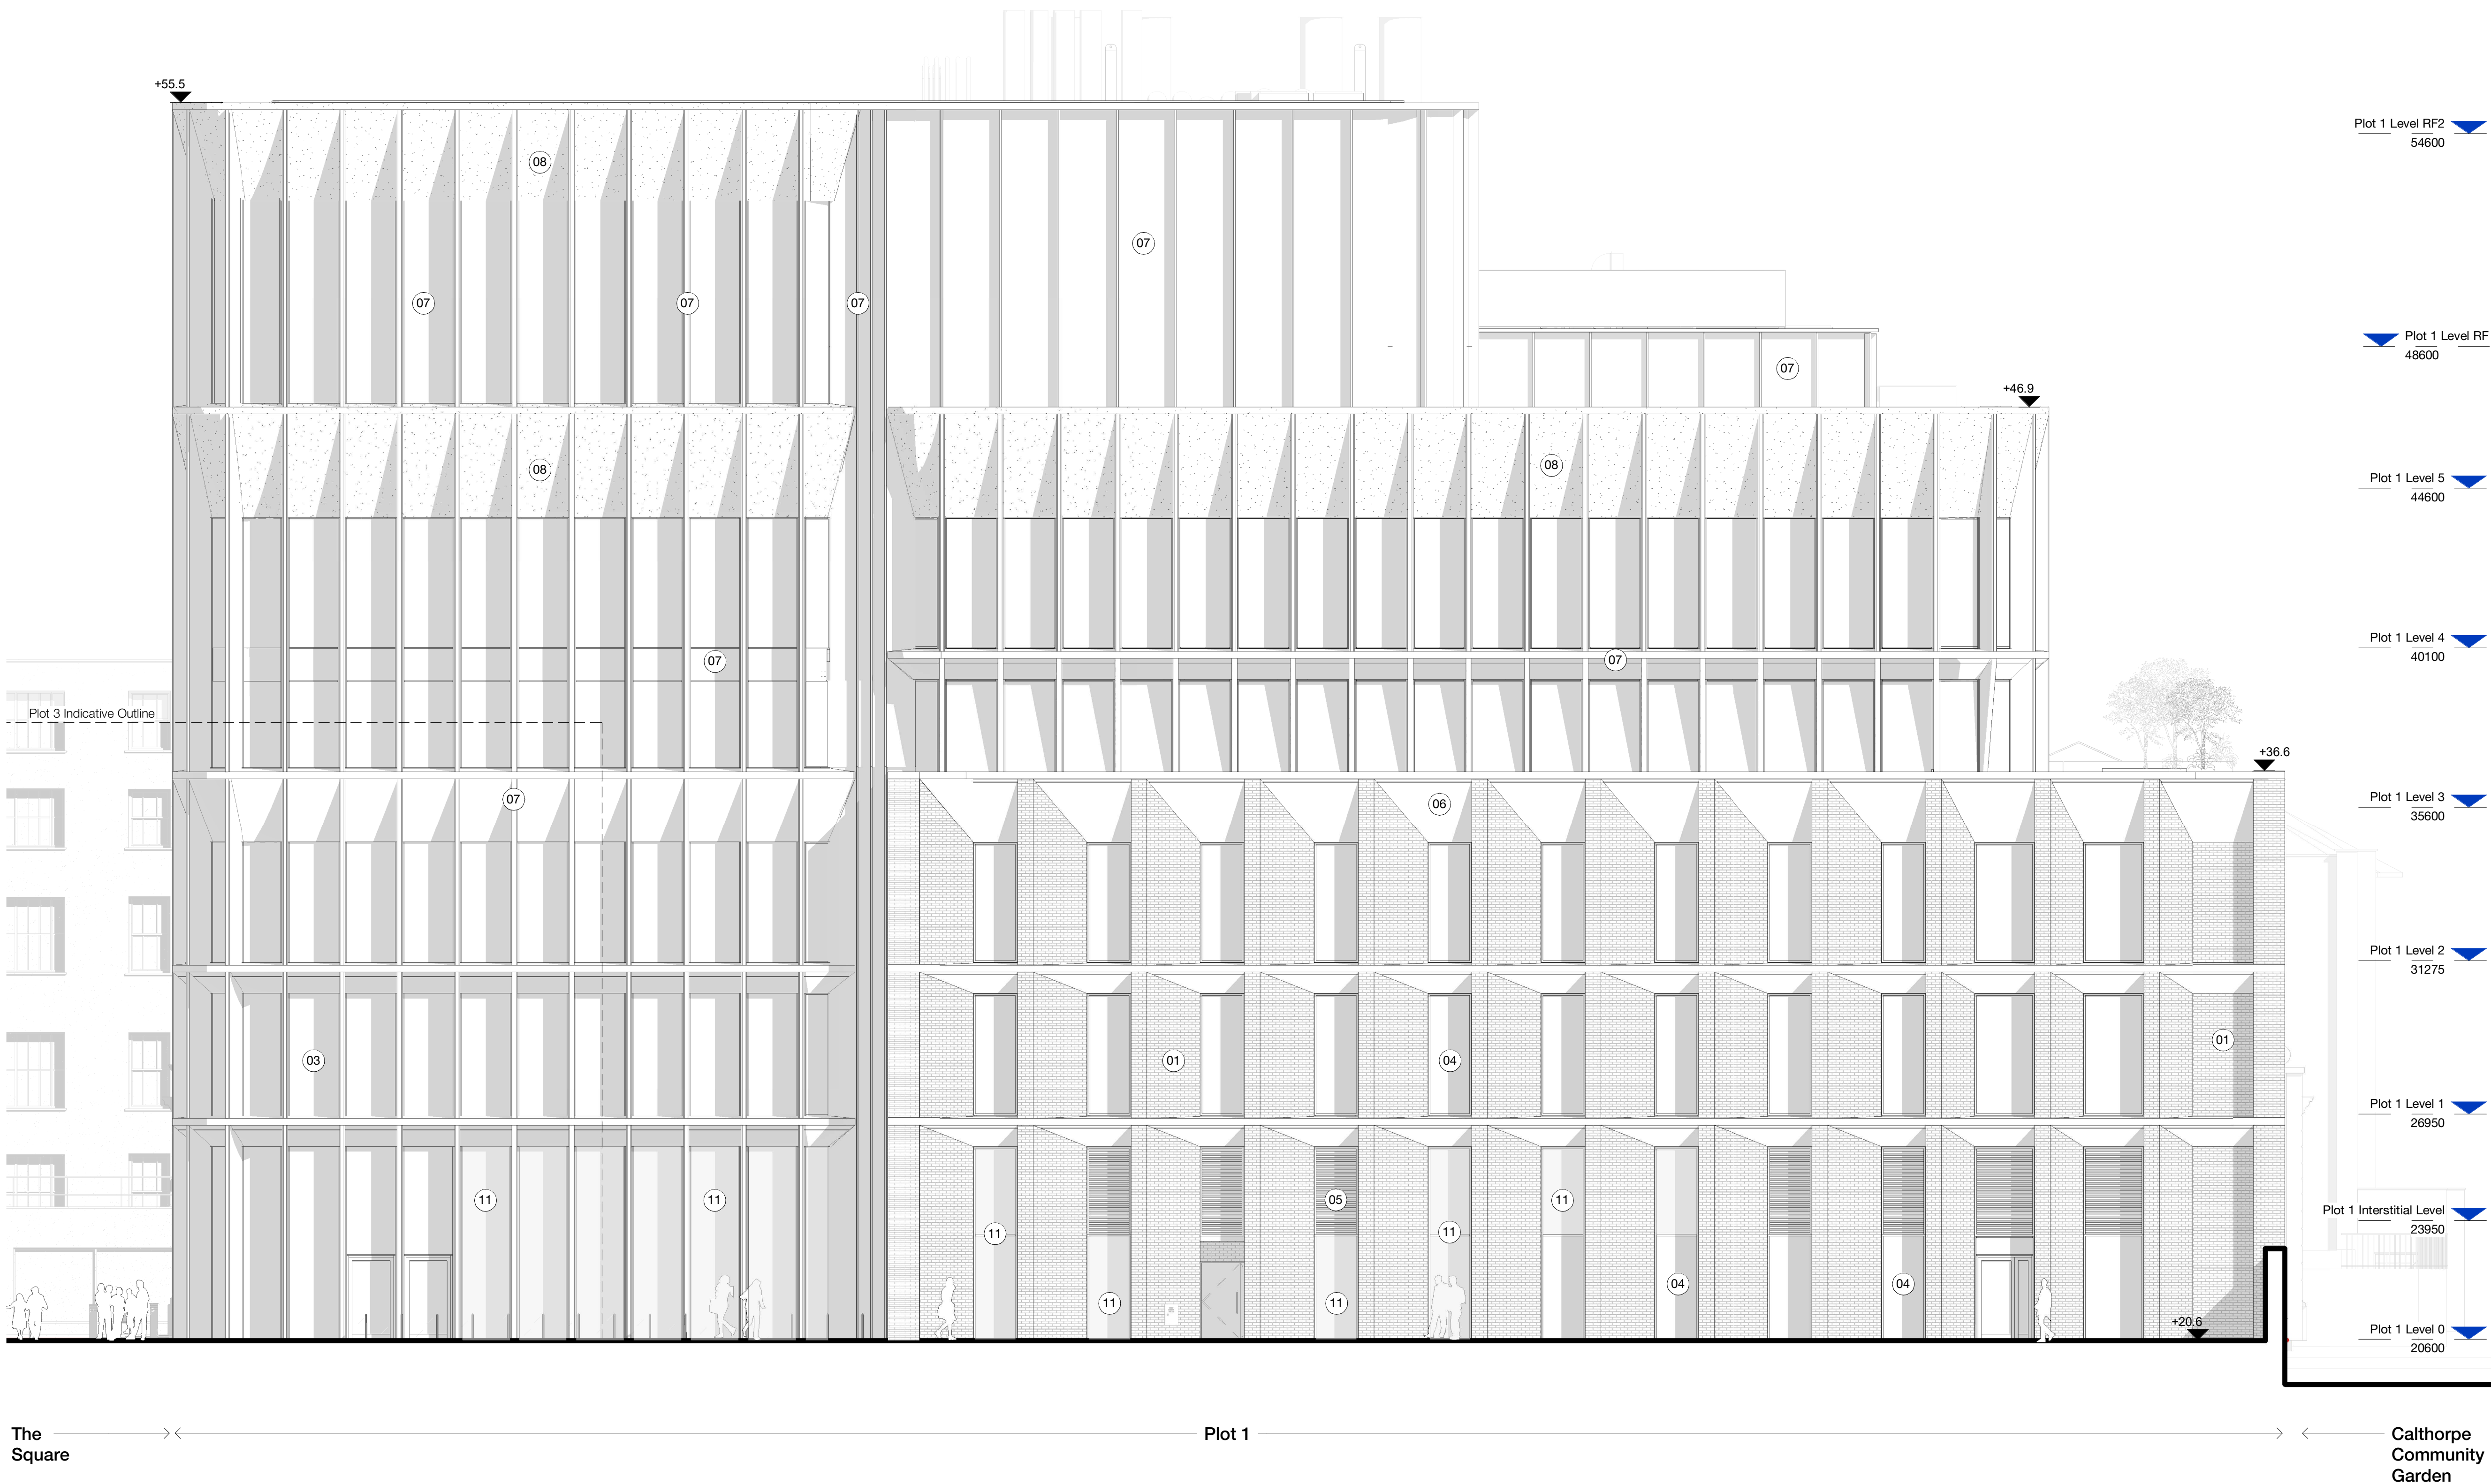 +55.5
Plot 1 Level RF2
54600
08
07
07
07
07
Plot 1 Level RF
48600
07
+46.9
08
08
Plot 1 Level 5
44600
07
07
Plot 1 Level 4
40100
Plot 3 Indicative Outline
+36.6
07
06
Plot 1 Level 3
35600
Plot 1 Level 2
31275
03
01
04
01
Plot 1 Level 1
26950
11
11
11
05
11
11
Plot 1 Interstitial Level
23950
11
11
04
04
+20.6
Plot 1 Level 0
20600
The
Square
Plot 1
Calthorpe
Community
Garden